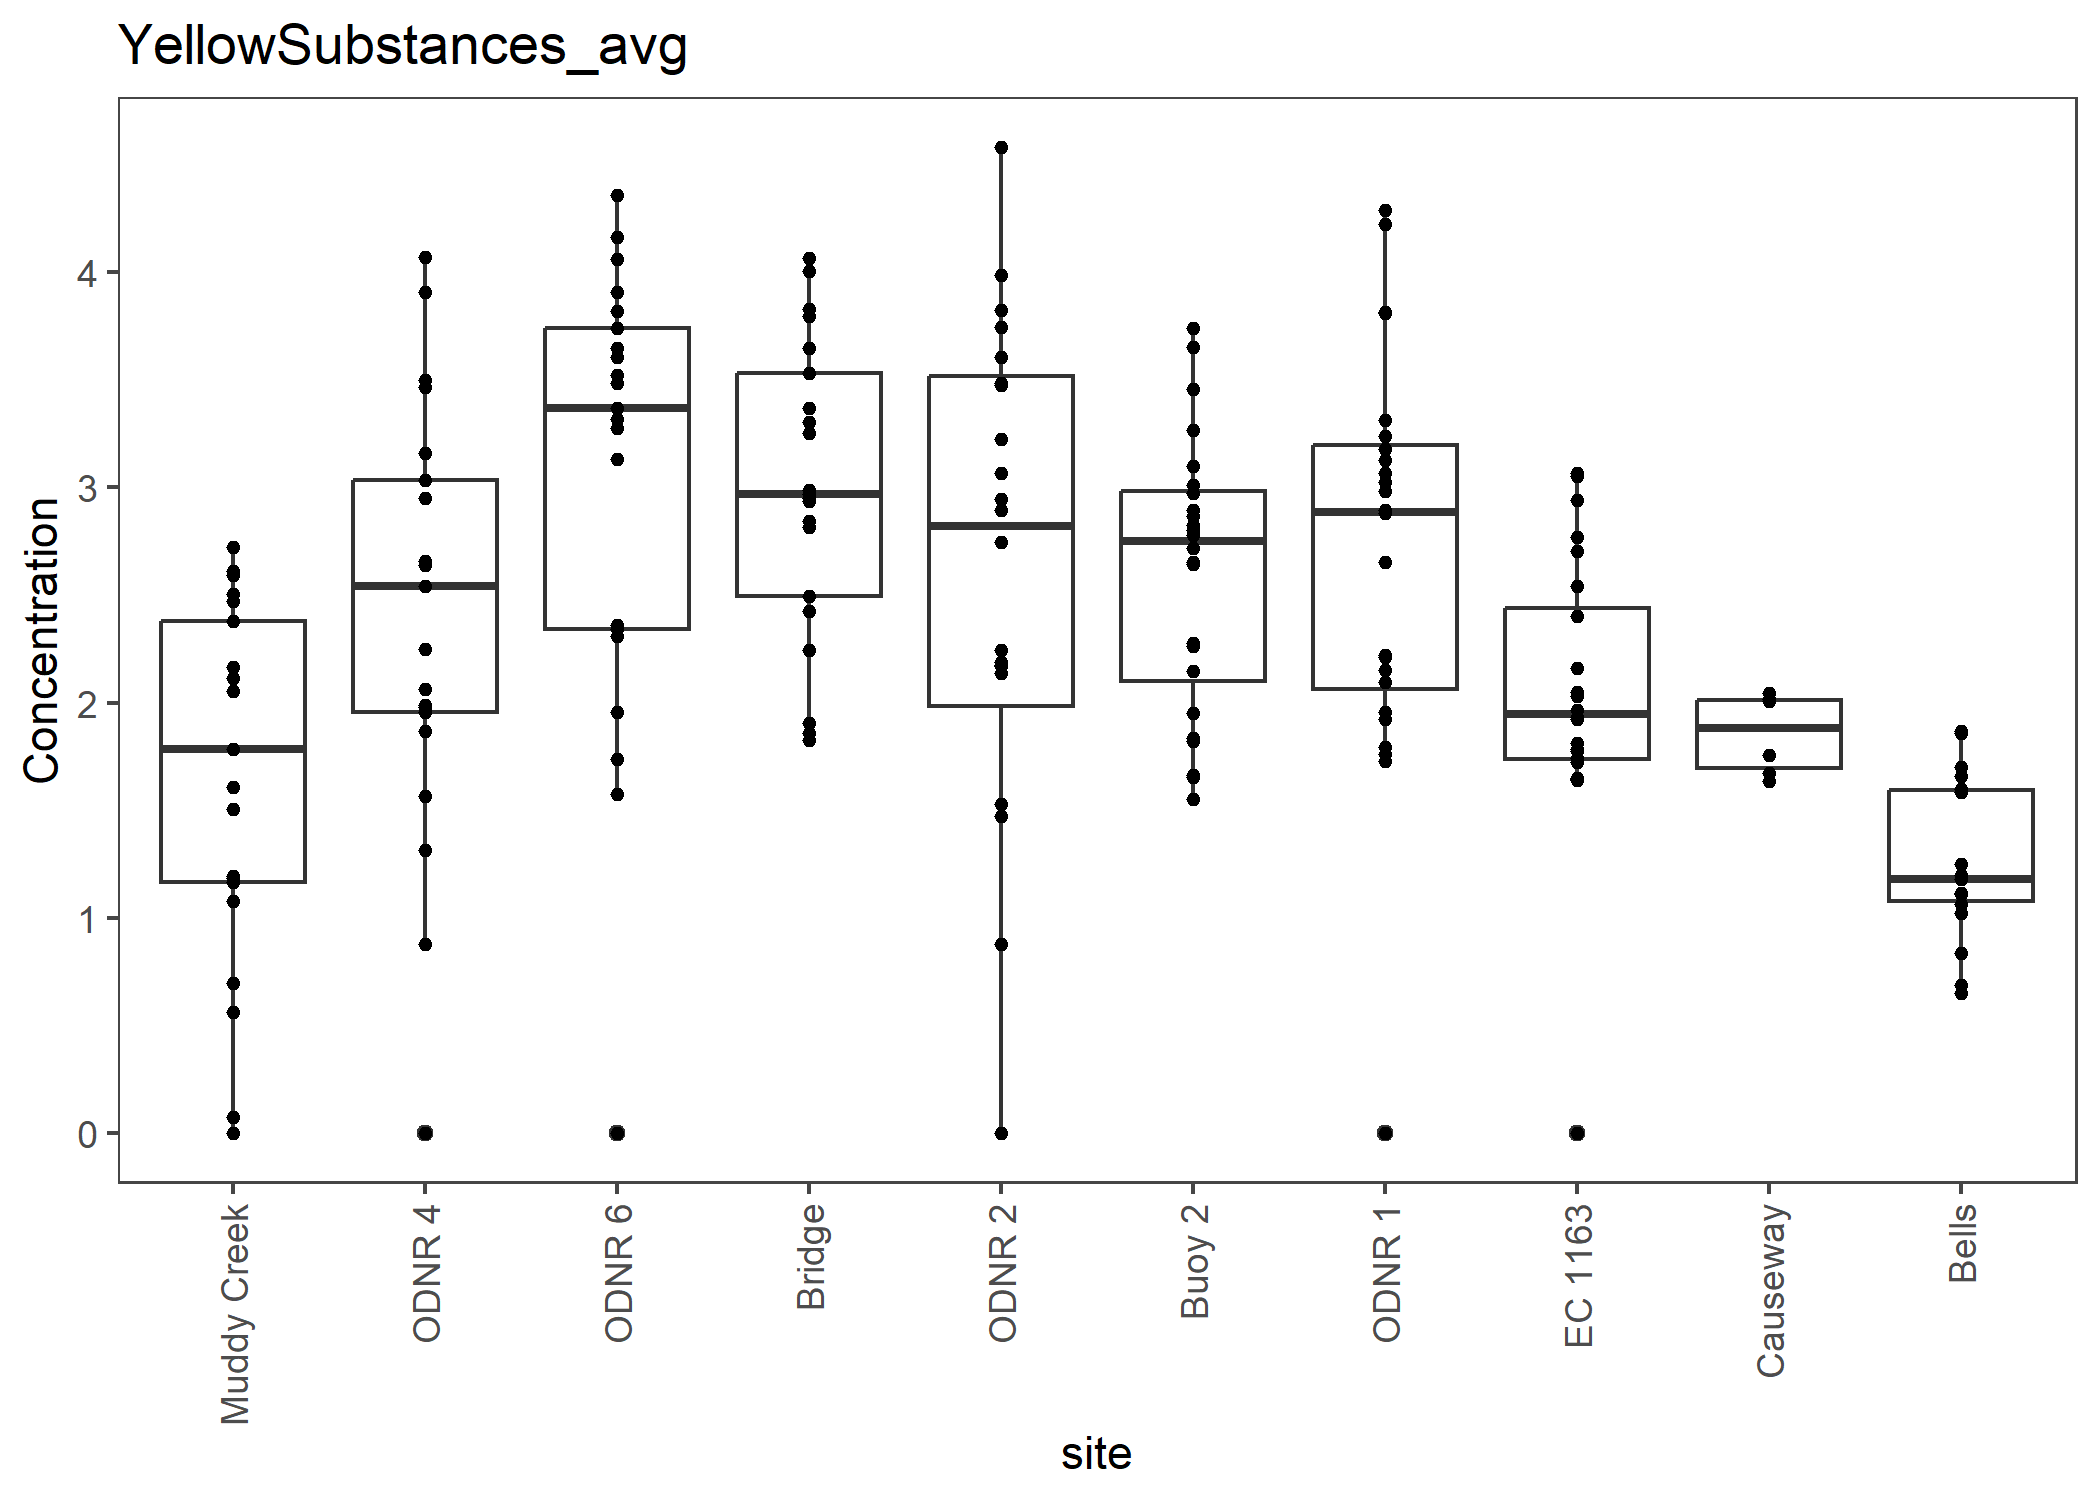 YellowSubstances_avg
Concentration
4
3
2
1
0
Muddy Creek
ODNR 4
ODNR 6
Bridge
ODNR 2
Buoy 2
ODNR 1
EC 1163
Causeway
Bells
site